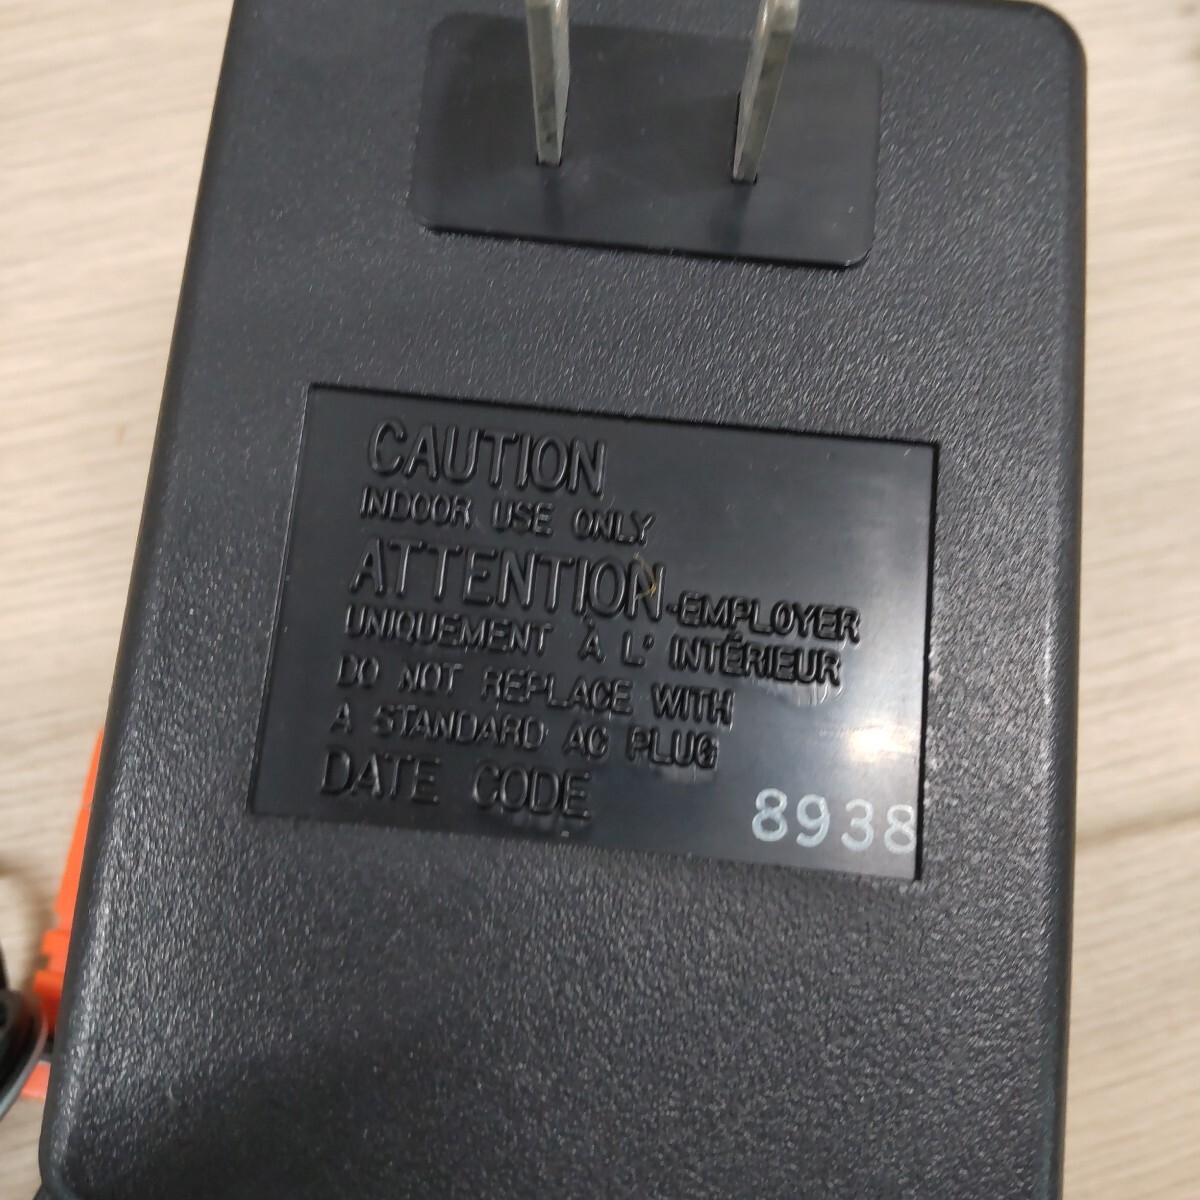 CAUTION
INDOOR USE ONLY
ATTENTION-EMPLOYER
UNIQUEMENT À L' INTÉRIEUR
DO NOT REPLACE WITH
A STANDARD AC PLUG
DATE CODE 8938